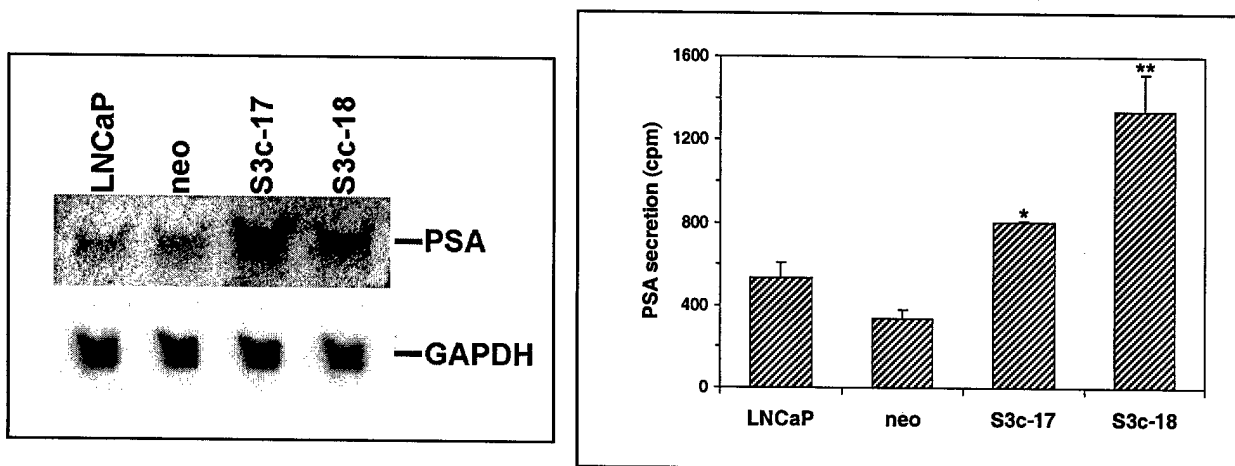 LNCaP
neo
S3c-17
S3c-18
PSA
GAPDH
PSA secretion (cpm)
1600
1200
800
400
0
*
**
LNCaP
neo
S3c-17
S3c-18